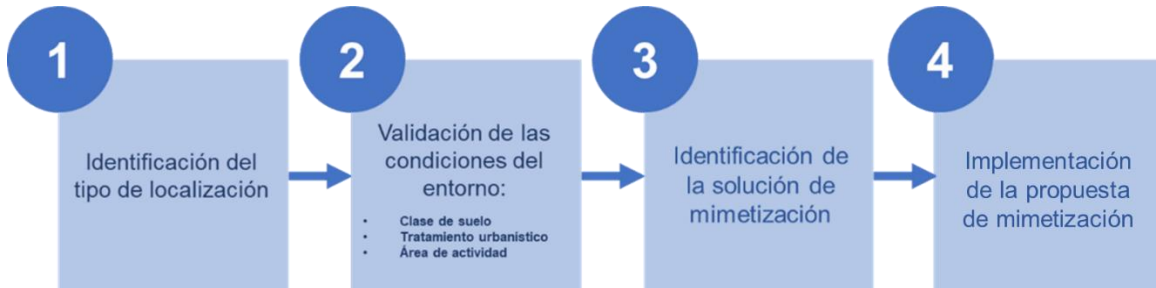 1
Identificación del
tipo de localización
2
Validación de las
condiciones del
entorno:
• Clase de suelo
• Tratamiento urbanístico
• Área de actividad
3
Identificación de
la solución de
mimetización
4
Implementación
de la propuesta
de mimetización